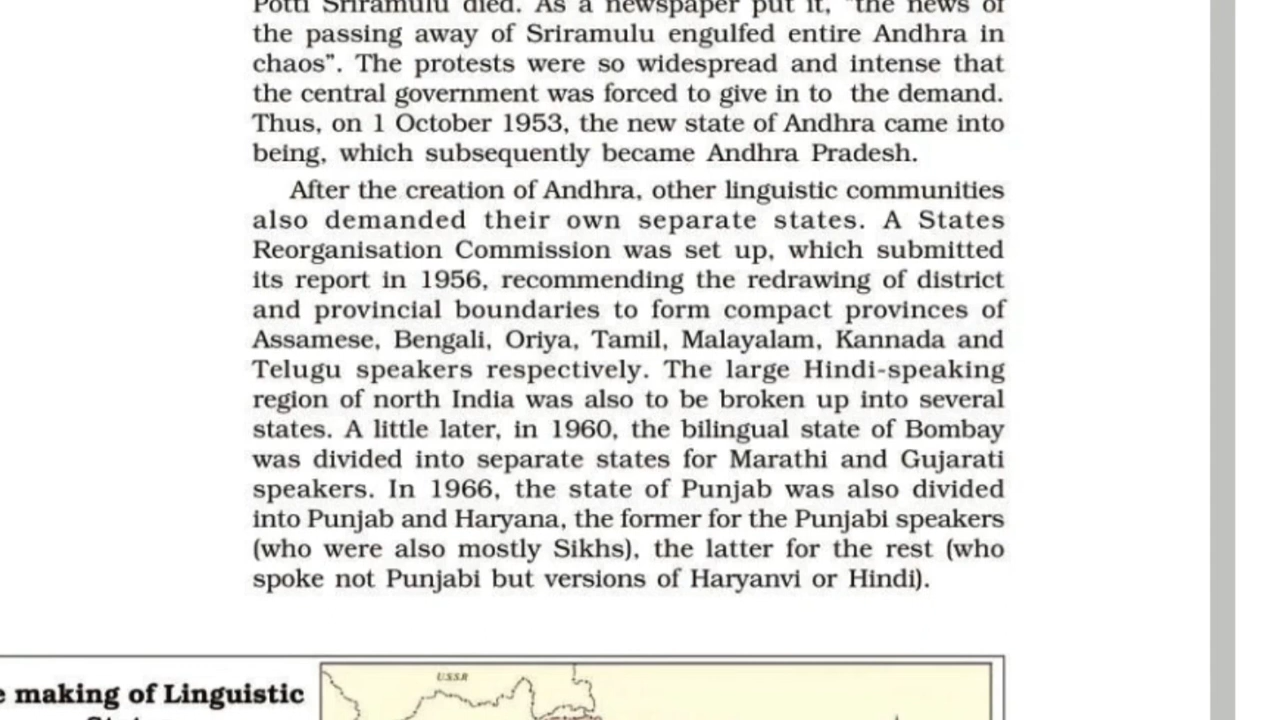 Potti Sriramulu died. As a newspaper put it, "the news of
the passing away of Sriramulu engulfed entire Andhra in
chaos". The protests were so widespread and intense that
the central government was forced to give in to the demand.
Thus, on 1 October 1953, the new state of Andhra came into
being, which subsequently became Andhra Pradesh.
After the creation of Andhra, other linguistic communities
also demanded their own separate states. A States
Reorganisation Commission was set up, which submitted
its report in 1956, recommending the redrawing of district
and provincial boundaries to form compact provinces of
Assamese, Bengali, Oriya, Tamil, Malayalam, Kannada and
Telugu speakers respectively. The large Hindi-speaking
region of north India was also to be broken up into several
states. A little later, in 1960, the bilingual state of Bombay
was divided into separate states for Marathi and Gujarati
speakers. In 1966, the state of Punjab was also divided
into Punjab and Haryana, the former for the Punjabi speakers
(who were also mostly Sikhs), the latter for the rest (who
spoke not Punjabi but versions of Haryanvi or Hindi).
making of Linguistic
USSR